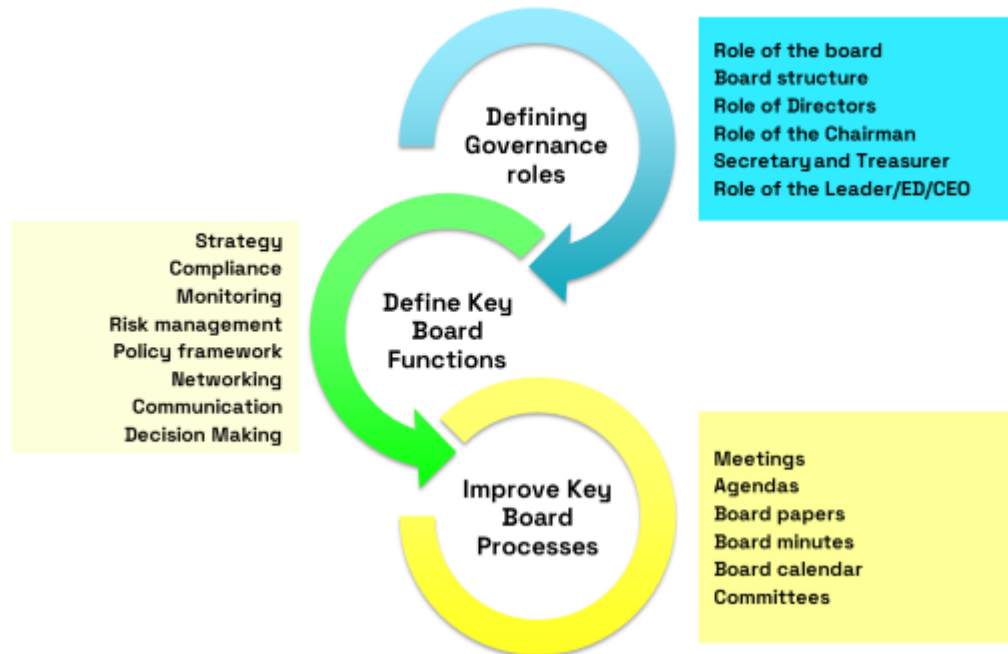 Defining
Governance
roles
Role of the board
Board structure
Role of Directors
Role of the Chairman
Secretary and Treasurer
Role of the Leader/ED/CEO
Define Key
Board
Functions
Strategy
Compliance
Monitoring
Risk management
Policy framework
Networking
Communication
Decision Making
Improve Key
Board
Processes
Meetings
Agendas
Board papers
Board minutes
Board calendar
Committees